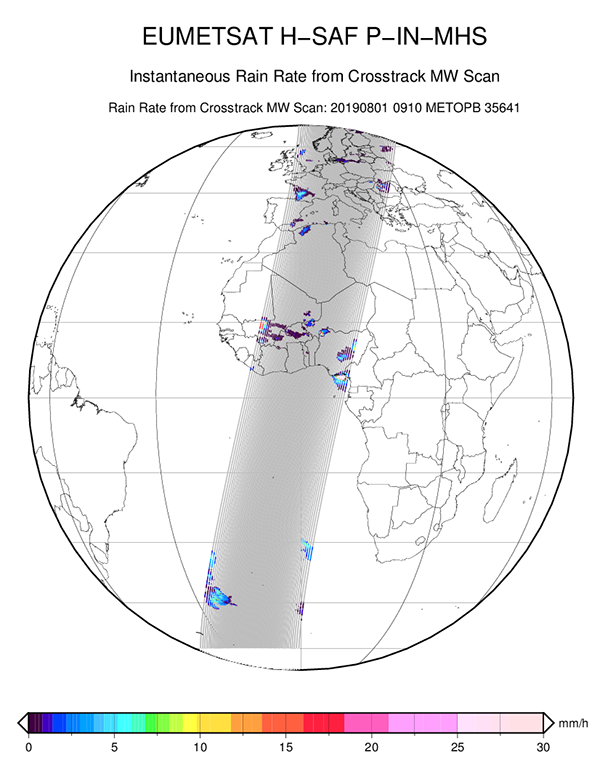 EUMETSAT H−SAF P−IN−MHS
Instantaneous Rain Rate from Crosstrack MW Scan
Rain Rate from Crosstrack MW Scan: 20190801 0910 METOPB 35641
mm/h
0 5 10 15 20 25 30